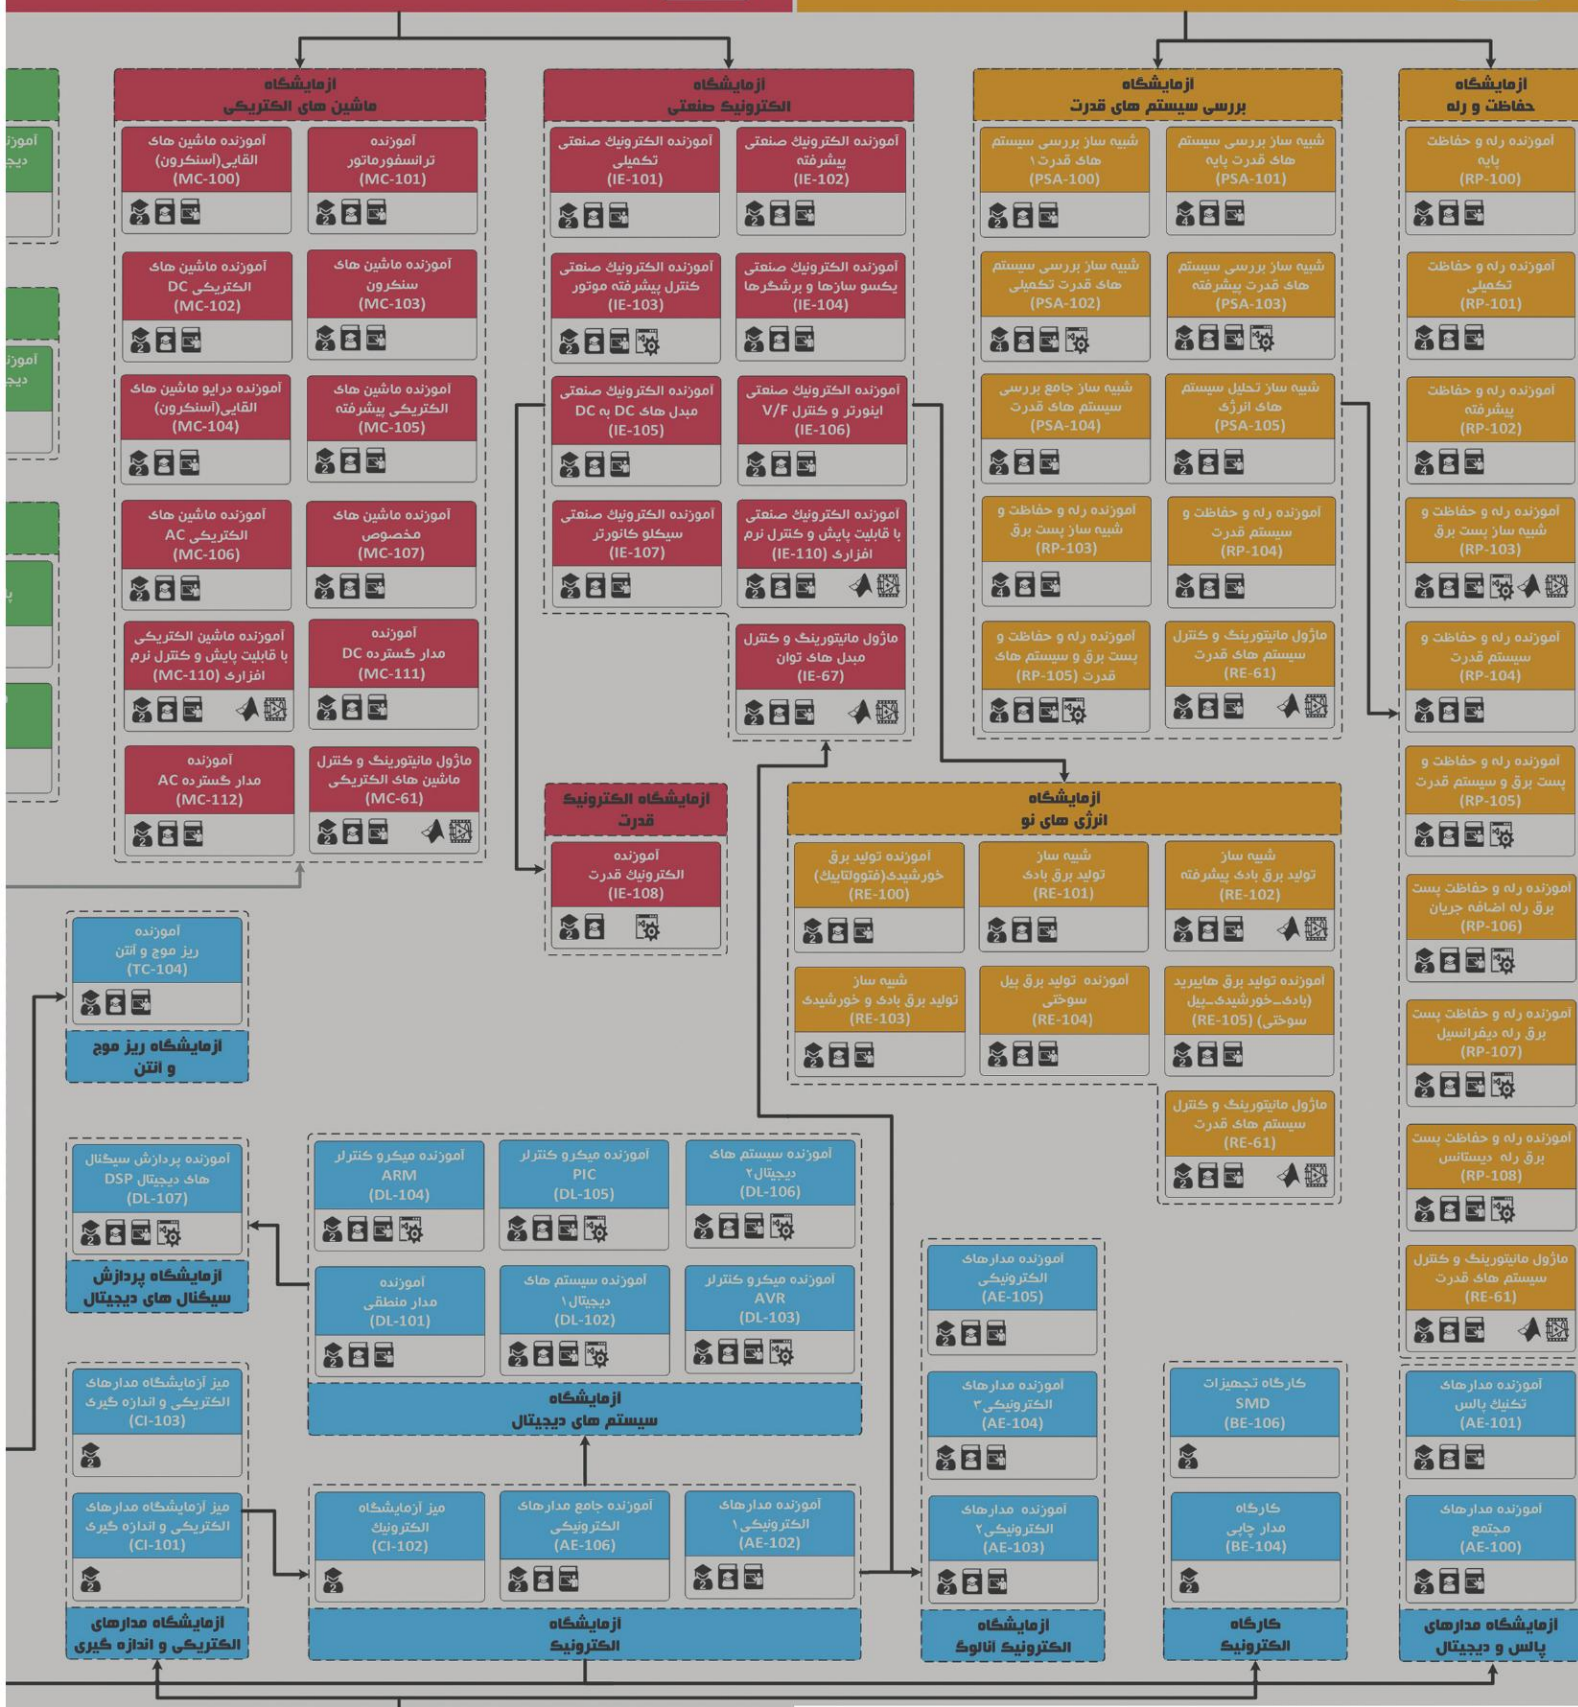 آزمایشگاه
ماشین های الکتریکی
آموزنده ماشین های
القایی(آسنکرون)
(MC-100)
آموزنده
ترانسفورماتور
(MC-101)
آموزنده ماشین های
الکتریکی DC
(MC-102)
آموزنده ماشین های
سنکرون
(MC-103)
آموزنده درایو ماشین های
القایی(آسنکرون)
(MC-104)
آموزنده ماشین های
الکتریکی پیشرفته
(MC-105)
آموزنده ماشین های
الکتریکی AC
(MC-106)
آموزنده ماشین های
مخصوص
(MC-107)
آموزنده ماشین الکتریکی
با قابلیت پایش و کنترل نرم
افزاری (MC-110)
آموزنده
مدار گسترده DC
(MC-111)
آموزنده
مدار گسترده AC
(MC-112)
ماژول مانیتورینگ و کنترل
ماشین های الکتریکی
(MC-61)
آزمایشگاه
الکترونیک صنعتی
آموزنده الکترونیک صنعتی
تکمیلی
(IE-101)
آموزنده الکترونیک صنعتی
پیشرفته
(IE-102)
آموزنده الکترونیک صنعتی
کنترل پیشرفته موتور
(IE-103)
آموزنده الکترونیک صنعتی
یکسو سازها و برشگرها
(IE-104)
آموزنده الکترونیک صنعتی
مبدل های DC به DC
(IE-105)
آموزنده الکترونیک صنعتی
اینورتر و کنترل V/F
(IE-106)
آموزنده الکترونیک صنعتی
سیکلو کانورتر
(IE-107)
آموزنده الکترونیک صنعتی
با قابلیت پایش و کنترل نرم
افزاری (IE-110)
ماژول مانیتورینگ و کنترل
مبدل های توان
(IE-67)
آزمایشگاه الکترونیک
قدرت
آموزنده
الکترونیک قدرت
(IE-108)
آزمایشگاه
بررسی سیستم های قدرت
شبیه ساز بررسی سیستم
های قدرت ۱
(PSA-100)
شبیه ساز بررسی سیستم
های قدرت پایه
(PSA-101)
شبیه ساز بررسی سیستم
های قدرت تکمیلی
(PSA-102)
شبیه ساز بررسی سیستم
های قدرت پیشرفته
(PSA-103)
شبیه ساز جامع بررسی
سیستم های قدرت
(PSA-104)
شبیه ساز تحلیل سیستم
های انرژی
(PSA-105)
آموزنده رله و حفاظت و
شبیه ساز پست برق
(RP-103)
آموزنده رله و حفاظت و
سیستم قدرت
(RP-104)
آموزنده رله و حفاظت و
پست برق و سیستم های
قدرت (RP-105)
ماژول مانیتورینگ و کنترل
سیستم های قدرت
(RE-61)
آزمایشگاه
انرژی های نو
آموزنده تولید برق
خورشیدی(فتوولتاییک)
(RE-100)
شبیه ساز
تولید برق بادی
(RE-101)
شبیه ساز
تولید برق بادی پیشرفته
(RE-102)
شبیه ساز
تولید برق بادی و خورشیدی
(RE-103)
آموزنده تولید برق پیل
سوختی
(RE-104)
آموزنده تولید برق هایبرید
(بادی-خورشیدی-پیل
سوختی) (RE-105)
ماژول مانیتورینگ و کنترل
سیستم های قدرت
(RE-61)
آزمایشگاه
حفاظت و رله
آموزنده رله و حفاظت
پایه
(RP-100)
آموزنده رله و حفاظت
تکمیلی
(RP-101)
آموزنده رله و حفاظت
پیشرفته
(RP-102)
آموزنده رله و حفاظت و
شبیه ساز پست برق
(RP-103)
آموزنده رله و حفاظت و
سیستم قدرت
(RP-104)
آموزنده رله و حفاظت و
پست برق و سیستم قدرت
(RP-105)
آموزنده رله و حفاظت پست
برق رله اضافه جریان
(RP-106)
آموزنده رله و حفاظت پست
برق رله دیفرانسیل
(RP-107)
آموزنده رله و حفاظت پست
برق رله دیستانس
(RP-108)
ماژول مانیتورینگ و کنترل
سیستم های قدرت
(RE-61)
آموزنده
ریز موج و آنتن
(TC-104)
آزمایشگاه ریز موج
و آنتن
آموزنده پردازش سیگنال
های دیجیتال DSP
(DL-107)
آزمایشگاه پردازش
سیگنال های دیجیتال
آموزنده میکرو کنترلر
ARM
(DL-104)
آموزنده میکرو کنترلر
PIC
(DL-105)
آموزنده سیستم های
دیجیتال۲
(DL-106)
آموزنده
مدار منطقی
(DL-101)
آموزنده سیستم های
دیجیتال۱
(DL-102)
آموزنده میکرو کنترلر
AVR
(DL-103)
آزمایشگاه
سیستم های دیجیتال
میز آزمایشگاه مدارهای
الکتریکی و اندازه گیری
(CI-103)
میز آزمایشگاه مدارهای
الکتریکی و اندازه گیری
(CI-101)
آزمایشگاه مدارهای
الکتریکی و اندازه گیری
میز آزمایشگاه
الکترونیک
(CI-102)
آموزنده جامع مدارهای
الکترونیکی
(AE-106)
آموزنده مدارهای
الکترونیکی۱
(AE-102)
آزمایشگاه
الکترونیک
آموزنده مدارهای
الکترونیکی
(AE-105)
آموزنده مدارهای
الکترونیکی۳
(AE-104)
آموزنده مدارهای
الکترونیکی۲
(AE-103)
آزمایشگاه
الکترونیک آنالوگ
کارگاه تجهیزات
SMD
(BE-106)
کارگاه
مدار چاپی
(BE-104)
کارگاه
الکترونیک
آموزنده مدارهای
تکنیک پالس
(AE-101)
آموزنده مدارهای
مجتمع
(AE-100)
آزمایشگاه مدارهای
پالس و دیجیتال